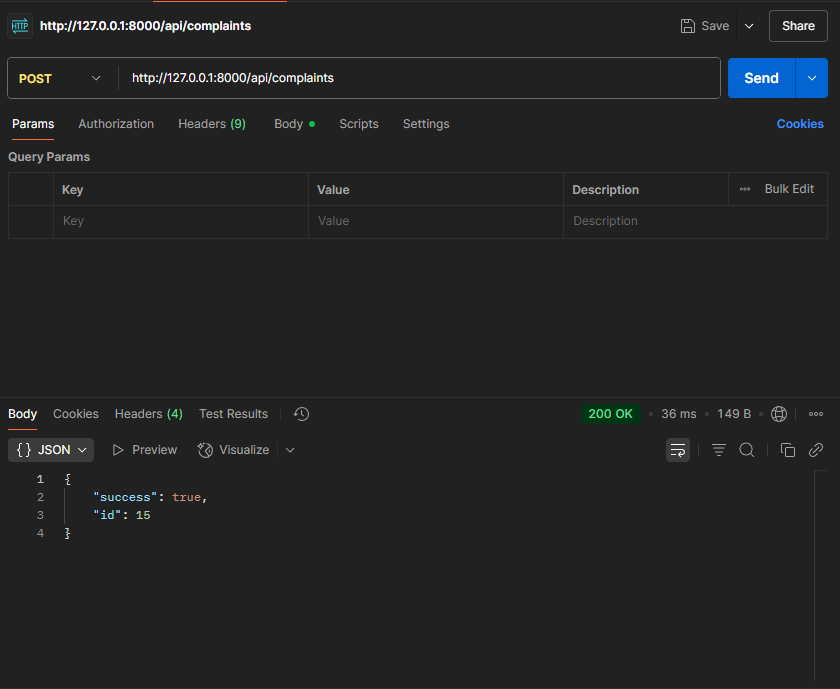 HTTP http://127.0.0.1:8000/api/complaints Save Share
POST http://127.0.0.1:8000/api/complaints Send
Params Authorization Headers (9) Body Scripts Settings Cookies
Query Params
Key Value Description Bulk Edit
Key Value Description
Body Cookies Headers (4) Test Results 200 OK 36 ms 149 B
{} JSON Preview Visualize
1 {
2 "success": true,
3 "id": 15
4 }